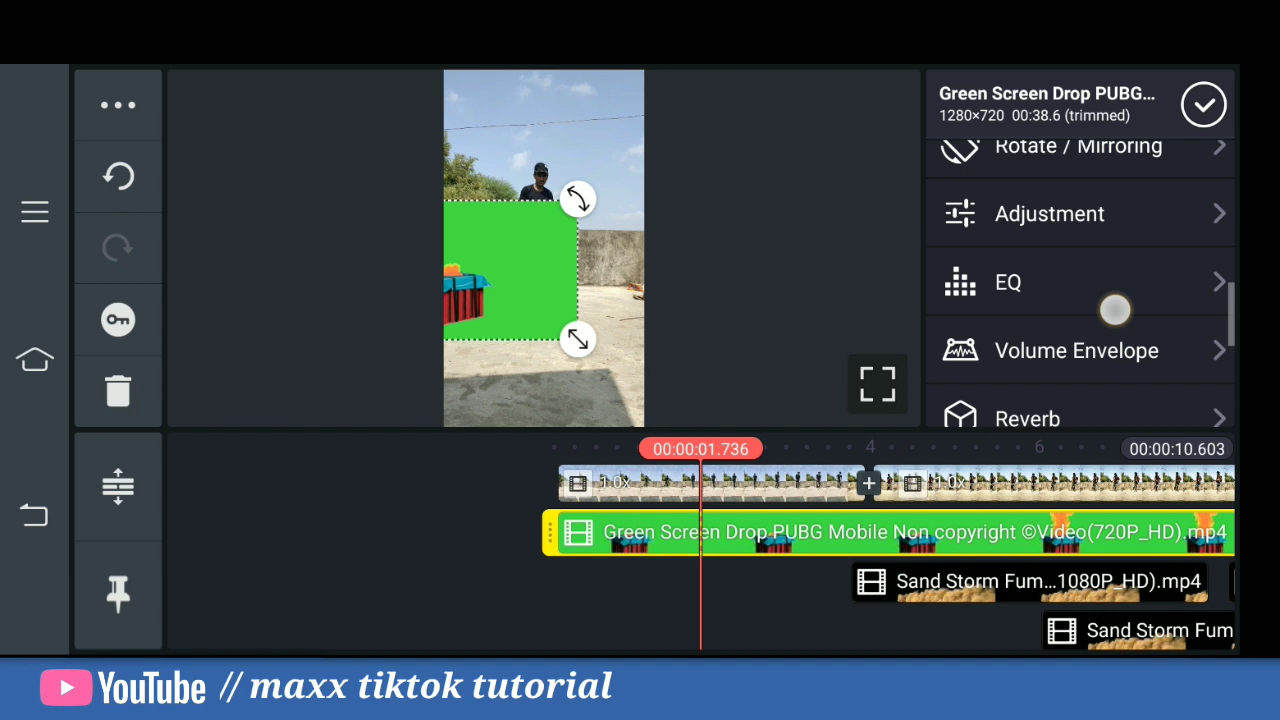 Green Screen Drop PUBG...
1280×720 00:38.6 (trimmed)
Rotate / Mirroring
Adjustment
EQ
Volume Envelope
Reverb
00:00:01.736
4
6
00:00:10.603
1.0x
1.0x
Green Screen Drop PUBG Mobile Non copyright ©Video(720P_HD).mp4
Sand Storm Fum...1080P_HD).mp4
Sand Storm Fum
YouTube // maxx tiktok tutorial